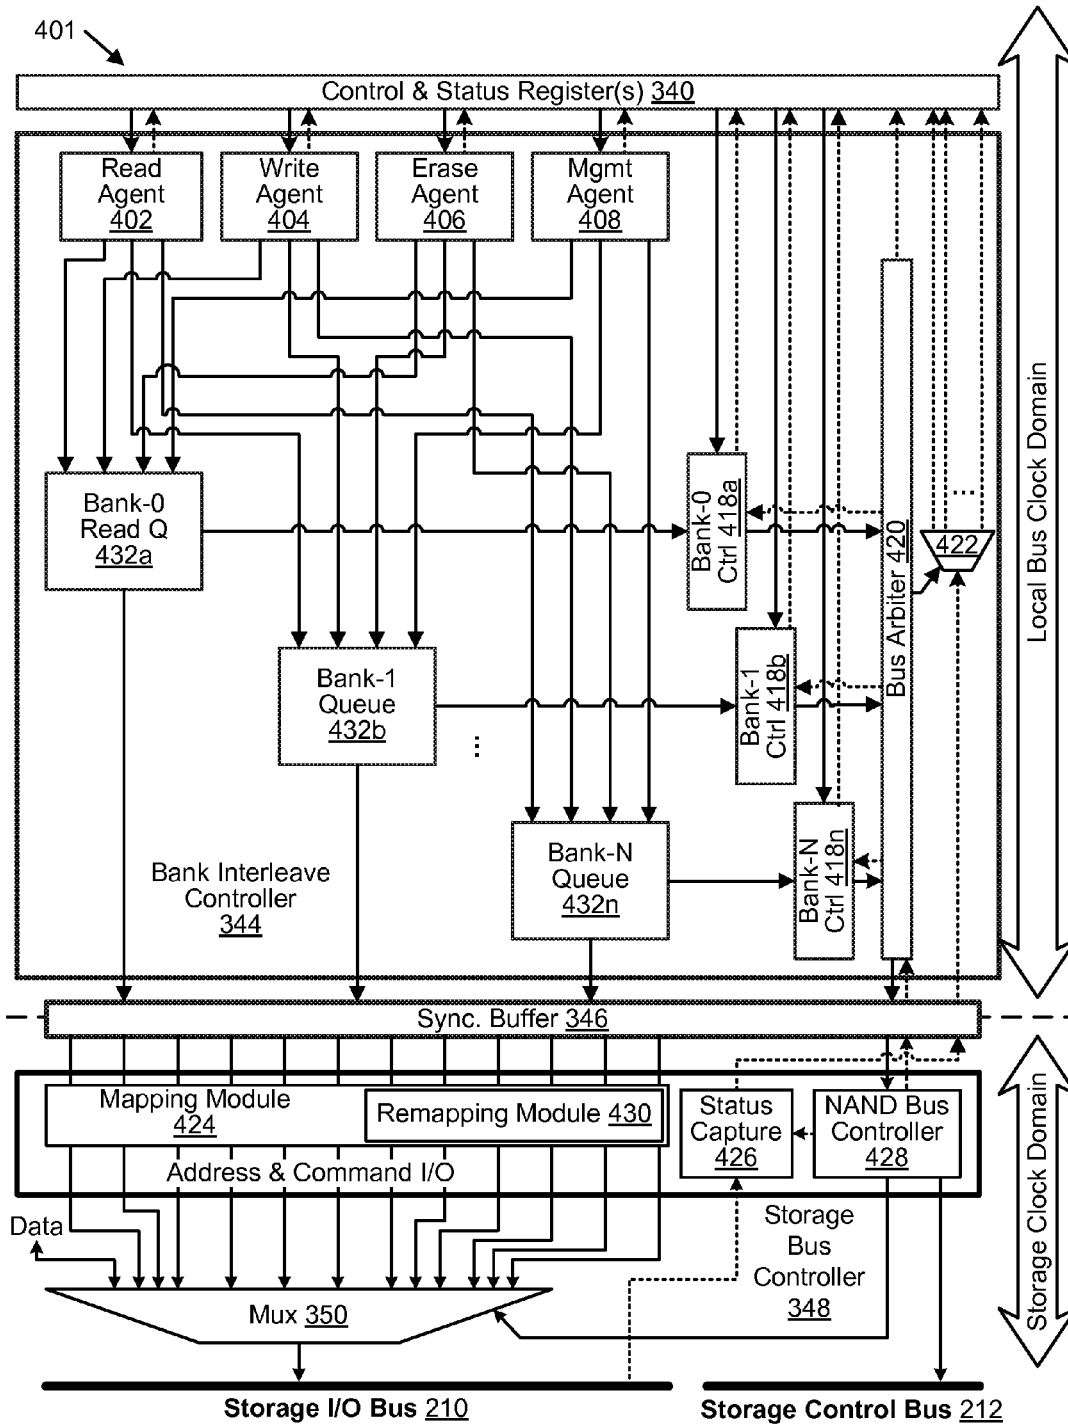 401
Control & Status Register(s) 340
Read
Agent
402
Write
Agent
404
Erase
Agent
406
Mgmt
Agent
408
Local Bus Clock Domain
Bank-0
Read Q
432a
Bank-0
Ctrl 418a
Bus Arbiter 420
...
422
Bank-1
Queue
432b
...
Bank-1
Ctrl 418b
Bank-N
Queue
432n
Bank-N
Ctrl 418n
Bank Interleave
Controller
344
Sync. Buffer 346
Mapping Module
424
Remapping Module 430
Status
Capture
426
NAND Bus
Controller
428
Address & Command I/O
Storage Clock Domain
Data
Storage
Bus
Controller
348
Mux 350
Storage I/O Bus 210
Storage Control Bus 212